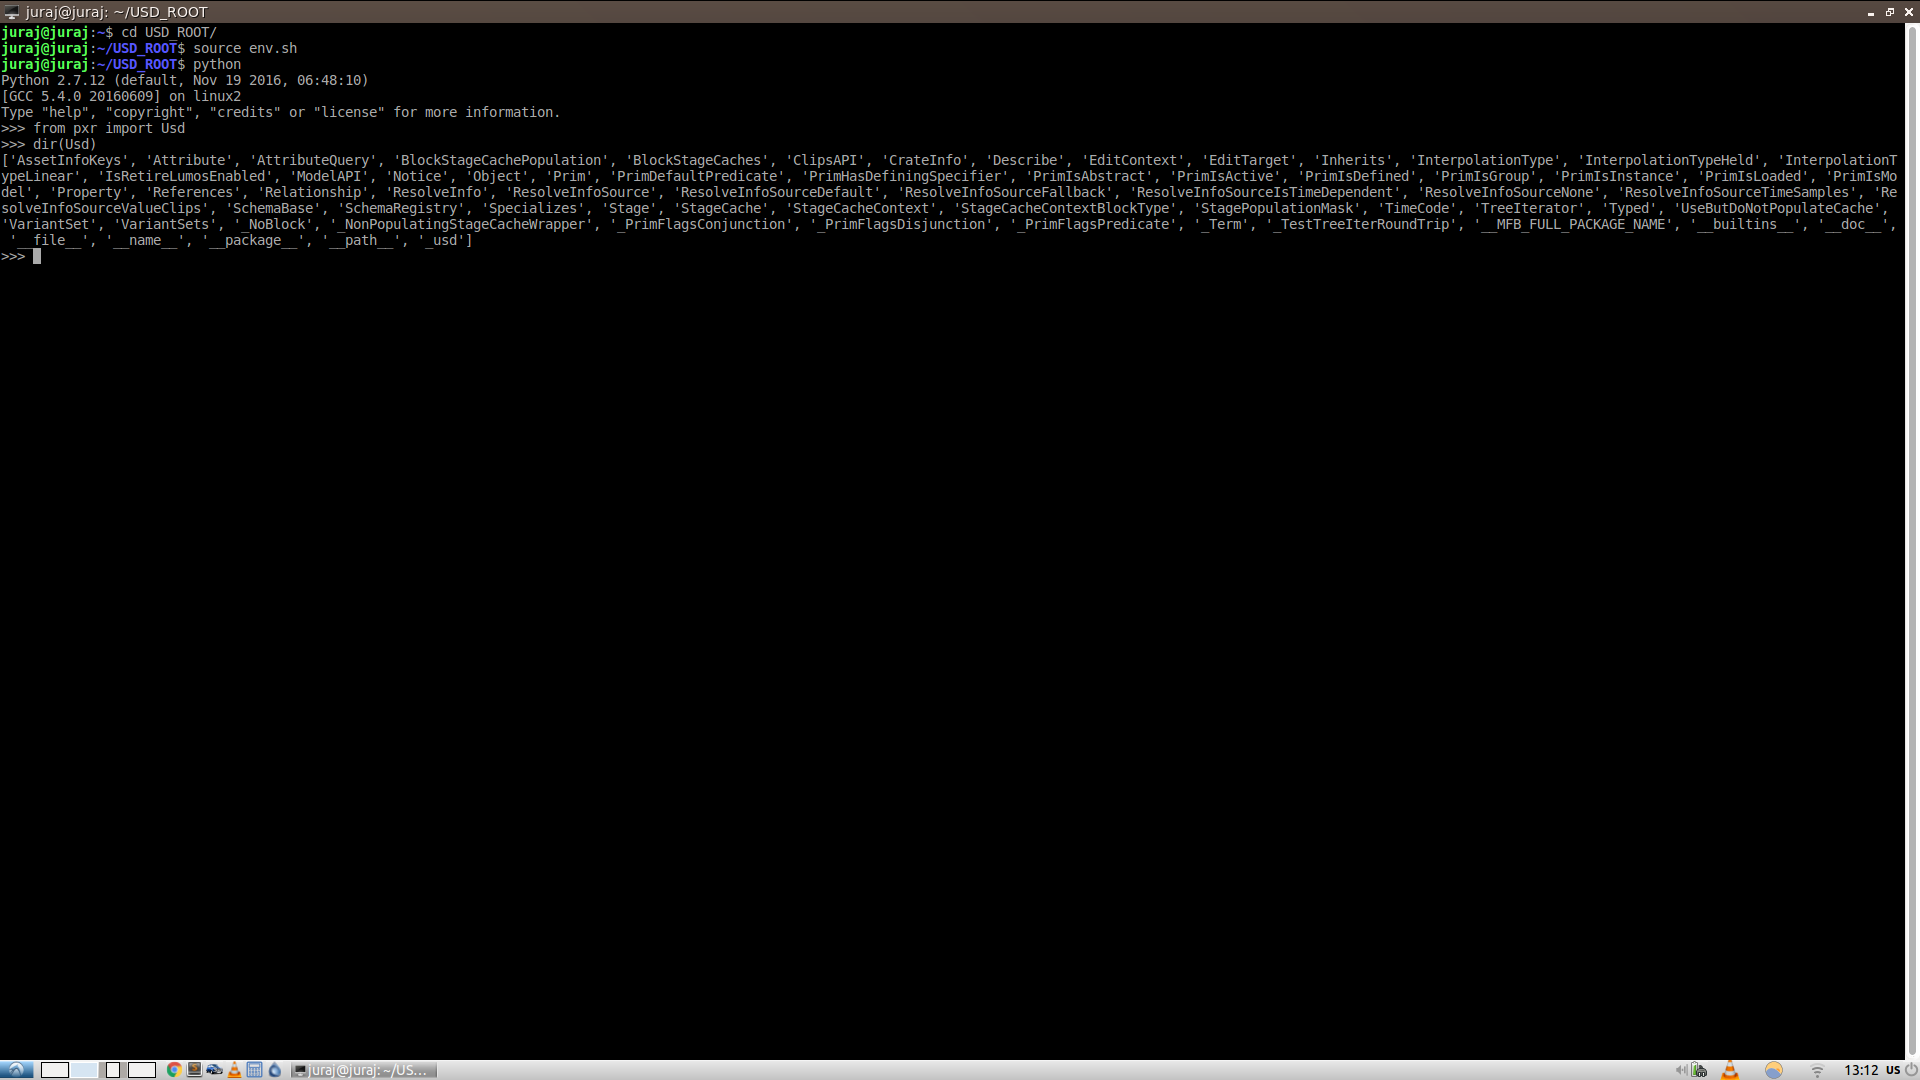 juraj@juraj: ~/USD_ROOT
juraj@juraj:~$ cd USD_ROOT/
juraj@juraj:~/USD_ROOT$ source env.sh
juraj@juraj:~/USD_ROOT$ python
Python 2.7.12 (default, Nov 19 2016, 06:48:10)
[GCC 5.4.0 20160609] on linux2
Type "help", "copyright", "credits" or "license" for more information.
>>> from pxr import Usd
>>> dir(Usd)
['AssetInfoKeys', 'Attribute', 'AttributeQuery', 'BlockStageCachePopulation', 'BlockStageCaches', 'ClipsAPI', 'CrateInfo', 'Describe', 'EditContext', 'EditTarget', 'Inherits', 'InterpolationType', 'InterpolationTypeHeld', 'InterpolationT
ypeLinear', 'IsRetireLumosEnabled', 'ModelAPI', 'Notice', 'Object', 'Prim', 'PrimDefaultPredicate', 'PrimHasDefiningSpecifier', 'PrimIsAbstract', 'PrimIsActive', 'PrimIsDefined', 'PrimIsGroup', 'PrimIsInstance', 'PrimIsLoaded', 'PrimIsMo
del', 'Property', 'References', 'Relationship', 'ResolveInfo', 'ResolveInfoSource', 'ResolveInfoSourceDefault', 'ResolveInfoSourceFallback', 'ResolveInfoSourceIsTimeDependent', 'ResolveInfoSourceNone', 'ResolveInfoSourceTimeSamples', 'Re
solveInfoSourceValueClips', 'SchemaBase', 'SchemaRegistry', 'Specializes', 'Stage', 'StageCache', 'StageCacheContext', 'StageCacheContextBlockType', 'StagePopulationMask', 'TimeCode', 'TreeIterator', 'Typed', 'UseButDoNotPopulateCache',
'VariantSet', 'VariantSets', '_NoBlock', '_NonPopulatingStageCacheWrapper', '_PrimFlagsConjunction', '_PrimFlagsDisjunction', '_PrimFlagsPredicate', '_Term', '_TestTreeIterRoundTrip', '__MFB_FULL_PACKAGE_NAME', '__builtins__', '__doc__',
'__file__', '__name__', '__package__', '__path__', '_usd']
>>>
juraj@juraj: ~/US...
13:12 US